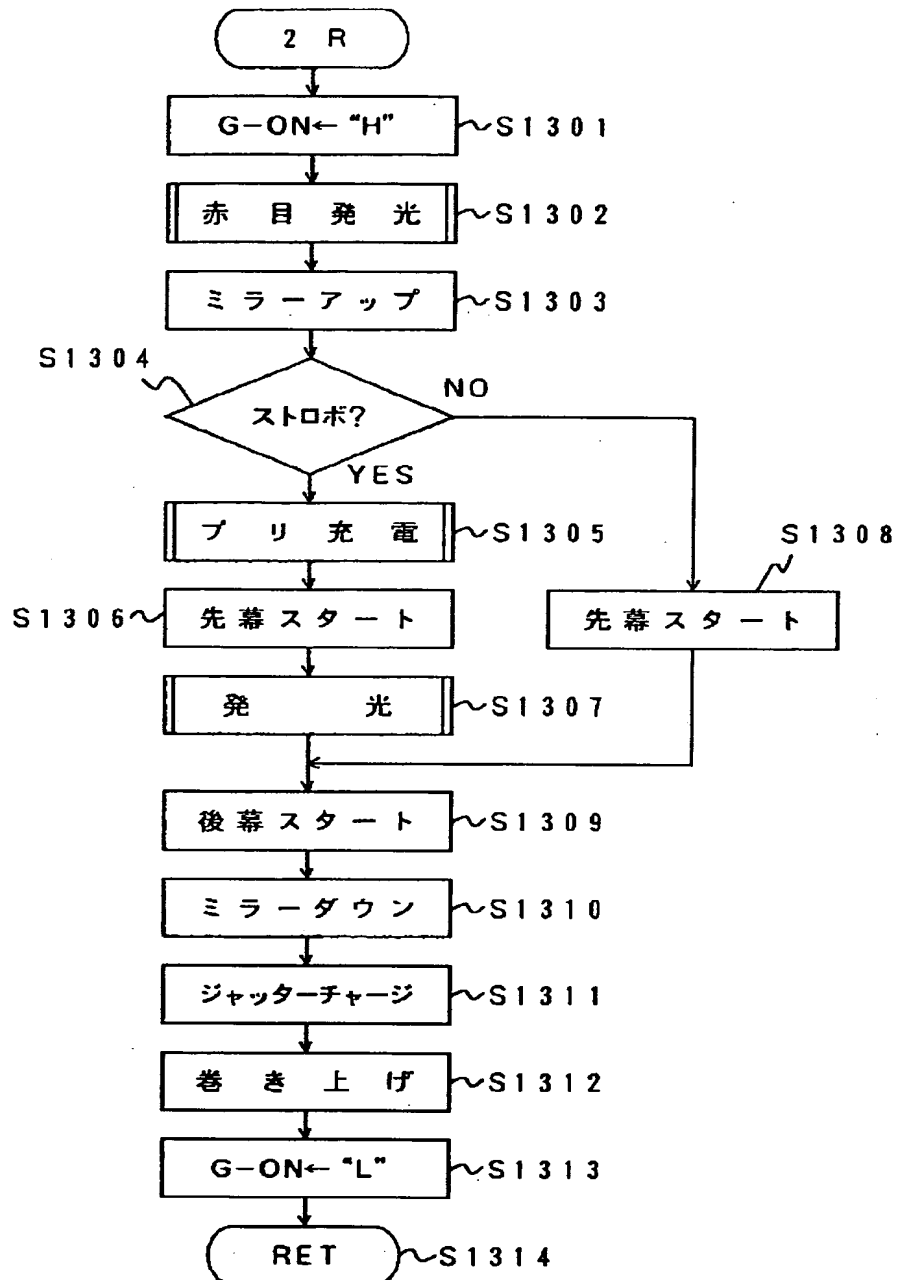 2 R
G-ON← “H” S1301
赤目発光 S1302
ミラーアップ S1303
S1304
ストロボ?
NO
YES
プリ充電 S1305
S1308
S1306 先幕スタート
先幕スタート
発光 S1307
後幕スタート S1309
ミラーダウン S1310
ジャッターチャージ S1311
巻き上げ S1312
G-ON← “L” S1313
RET S1314